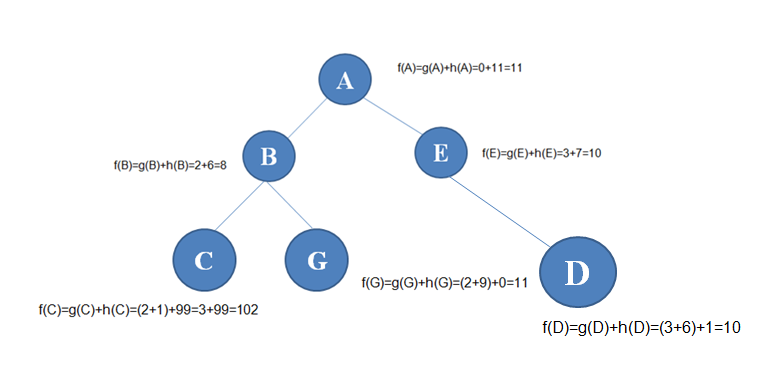 A
f(A)=g(A)+h(A)=0+11=11
B
f(B)=g(B)+h(B)=2+6=8
E
f(E)=g(E)+h(E)=3+7=10
C
f(C)=g(C)+h(C)=(2+1)+99=3+99=102
G
f(G)=g(G)+h(G)=(2+9)+0=11
D
f(D)=g(D)+h(D)=(3+6)+1=10